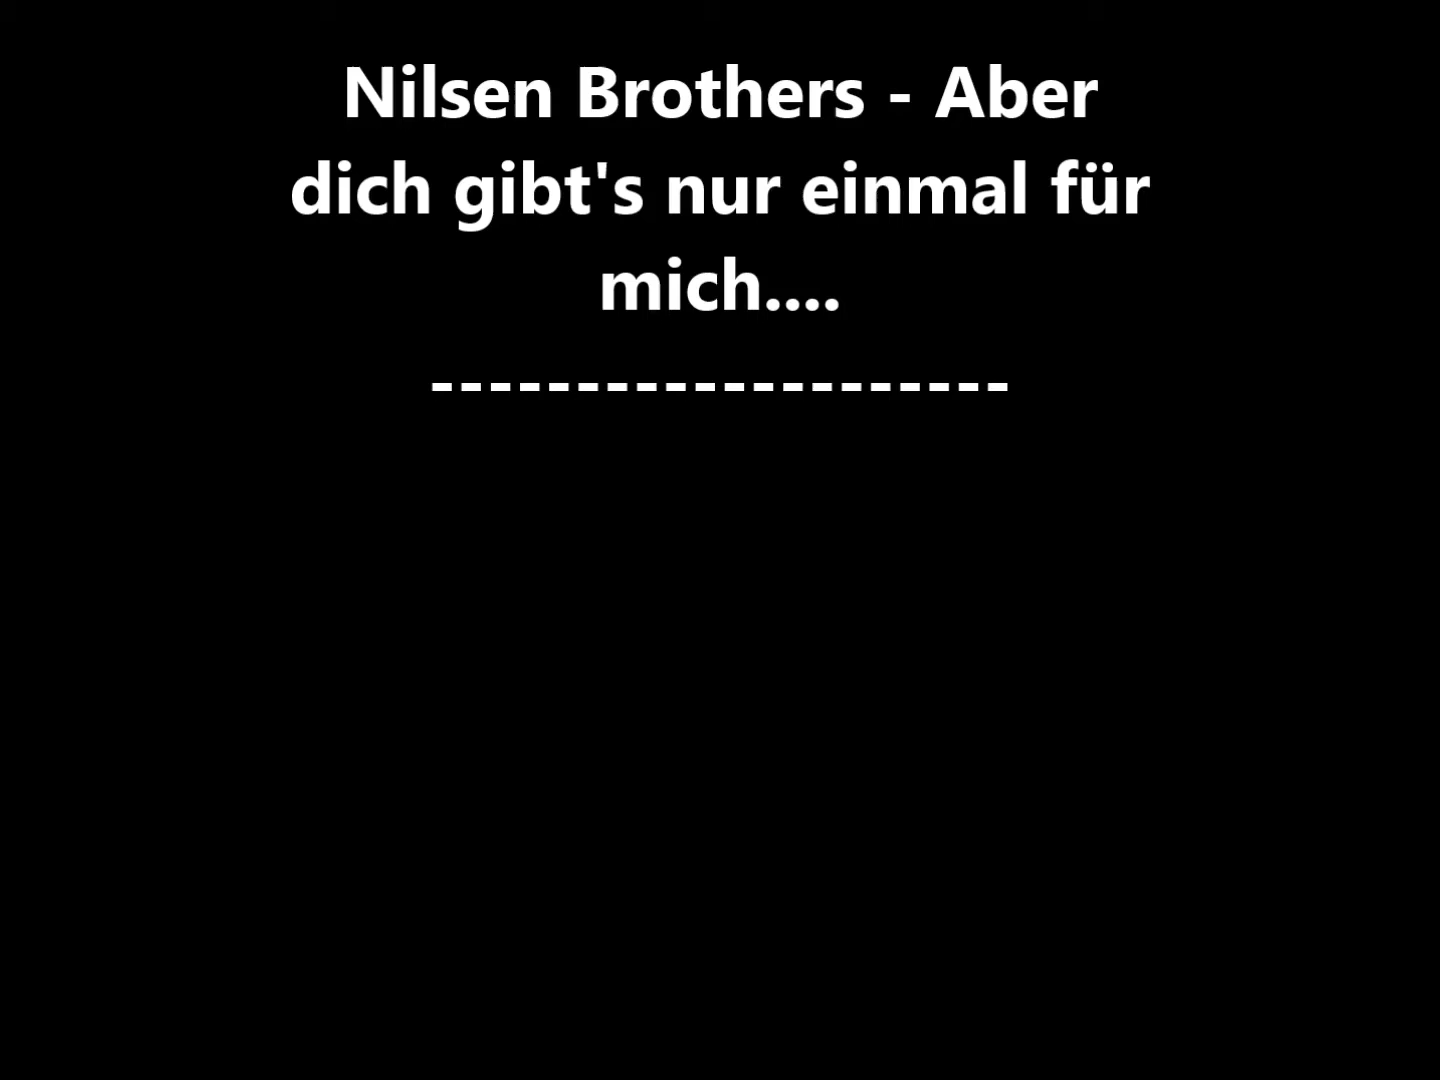 Nilsen Brothers - Aber
dich gibt's nur einmal für
mich....
--------------------